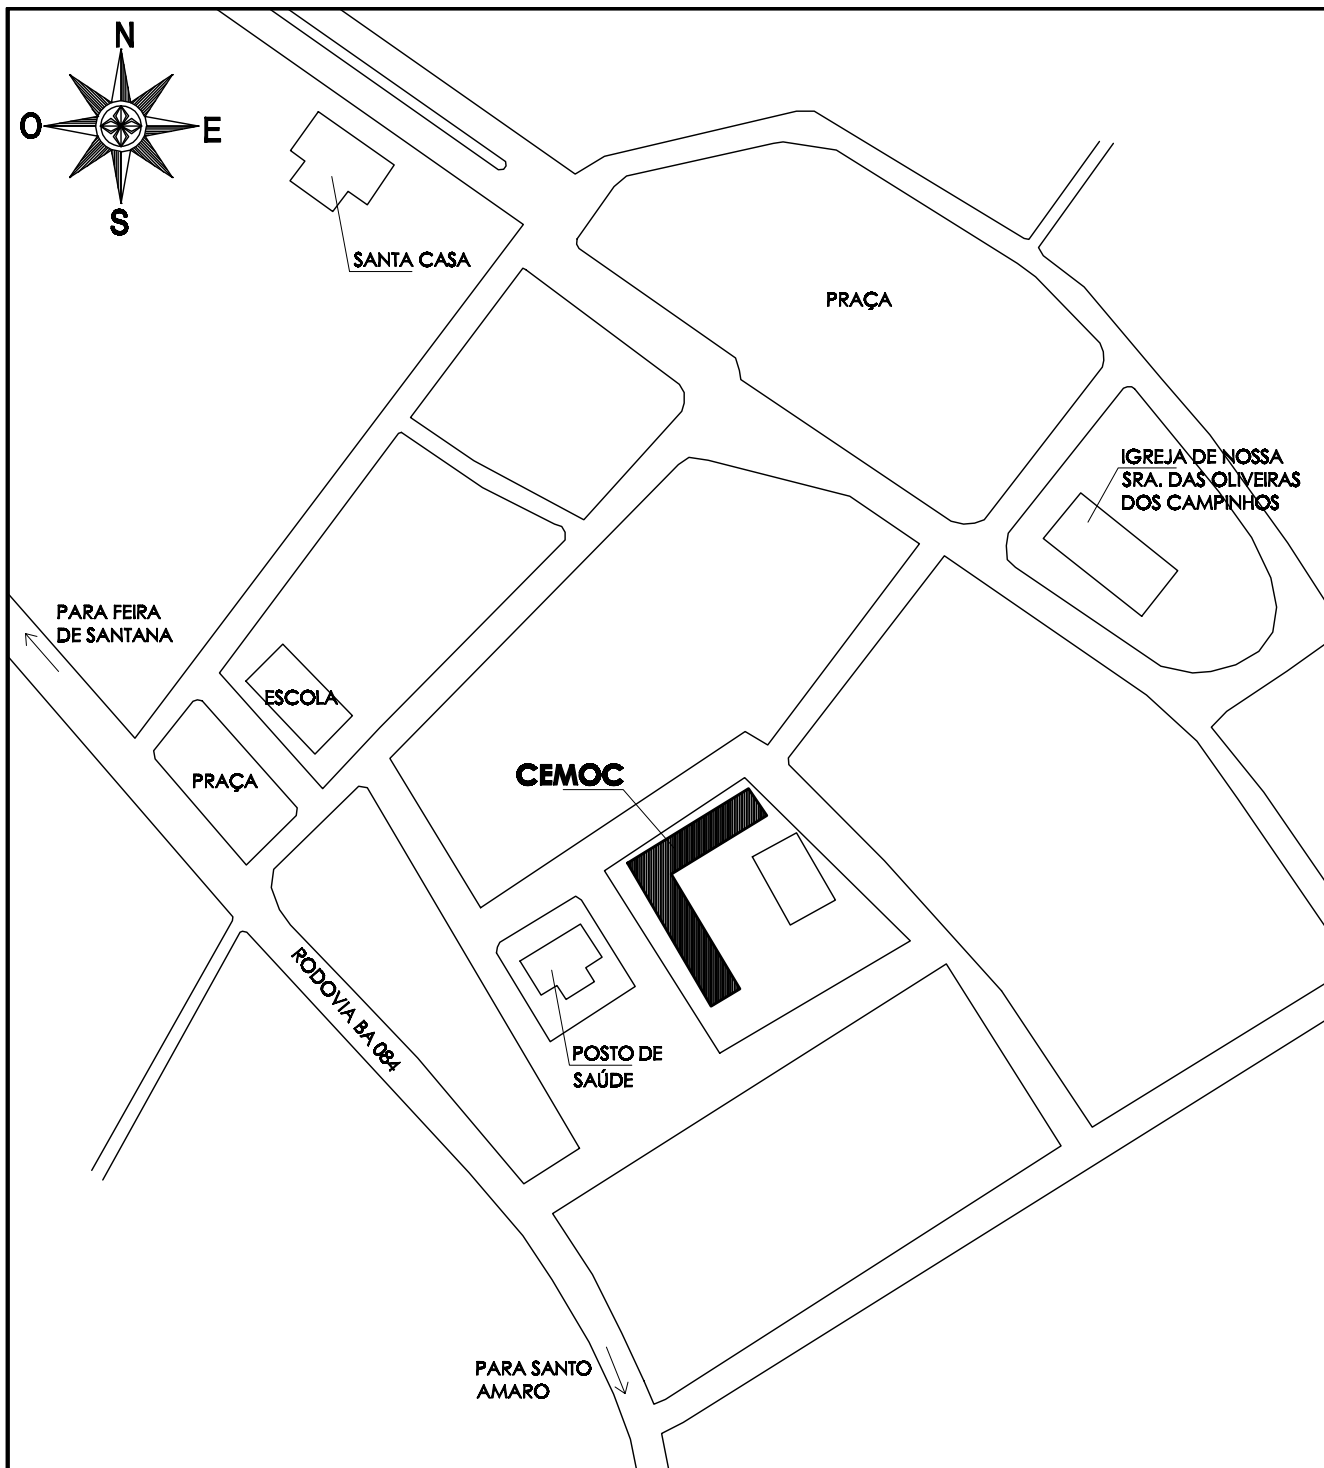 N
O
E
S
SANTA CASA
PRAÇA
IGREJA DE NOSSA
SRA. DAS OLIVEIRAS
DOS CAMPINHOS
PARA FEIRA
DE SANTANA
ESCOLA
PRAÇA
CEMOC
RODOVIA BA 084
POSTO DE
SAÚDE
PARA SANTO
AMARO